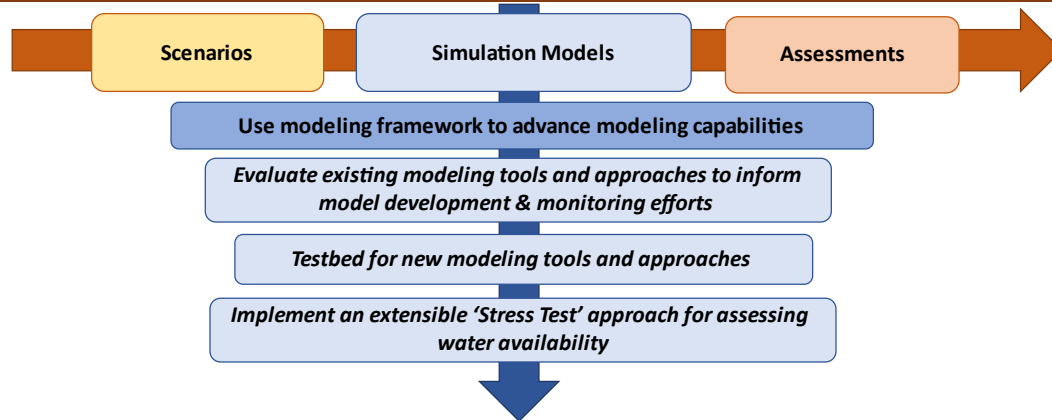 Scenarios
Simulation Models
Assessments
Use modeling framework to advance modeling capabilities
Evaluate existing modeling tools and approaches to inform
model development & monitoring efforts
Testbed for new modeling tools and approaches
Implement an extensible ‘Stress Test’ approach for assessing
water availability